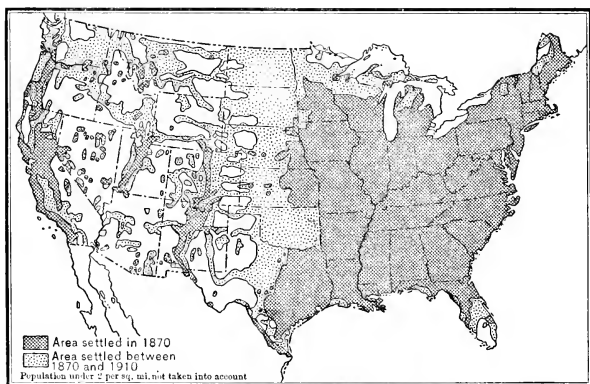 Area settled in 1870
Area settled between
1870 and 1910
Population under 2 per sq. mi. not taken into account